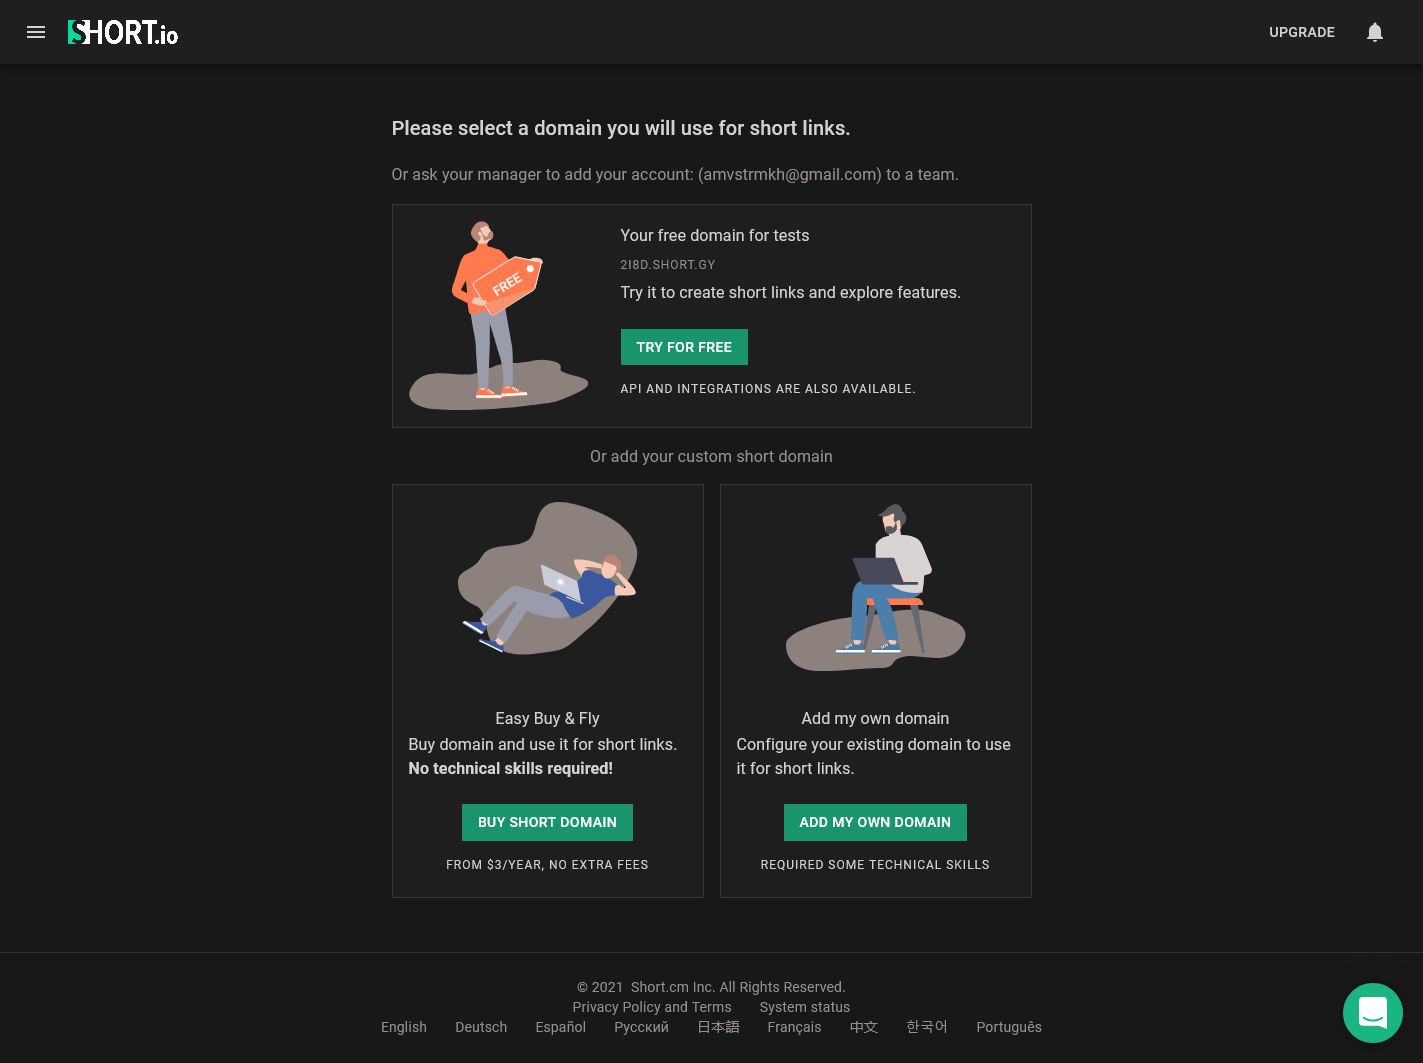 SHORT.io
UPGRADE
Please select a domain you will use for short links.
Or ask your manager to add your account: (amvstrmkh@gmail.com) to a team.
FREE
Your free domain for tests
2I8D.SHORT.GY
Try it to create short links and explore features.
TRY FOR FREE
API AND INTEGRATIONS ARE ALSO AVAILABLE.
Or add your custom short domain
Easy Buy & Fly
Buy domain and use it for short links.
No technical skills required!
BUY SHORT DOMAIN
FROM $3/YEAR, NO EXTRA FEES
Add my own domain
Configure your existing domain to use
it for short links.
ADD MY OWN DOMAIN
REQUIRED SOME TECHNICAL SKILLS
© 2021 Short.cm Inc. All Rights Reserved.
Privacy Policy and Terms System status
English Deutsch Español Русский 日本語 Français 中文 한국어 Português